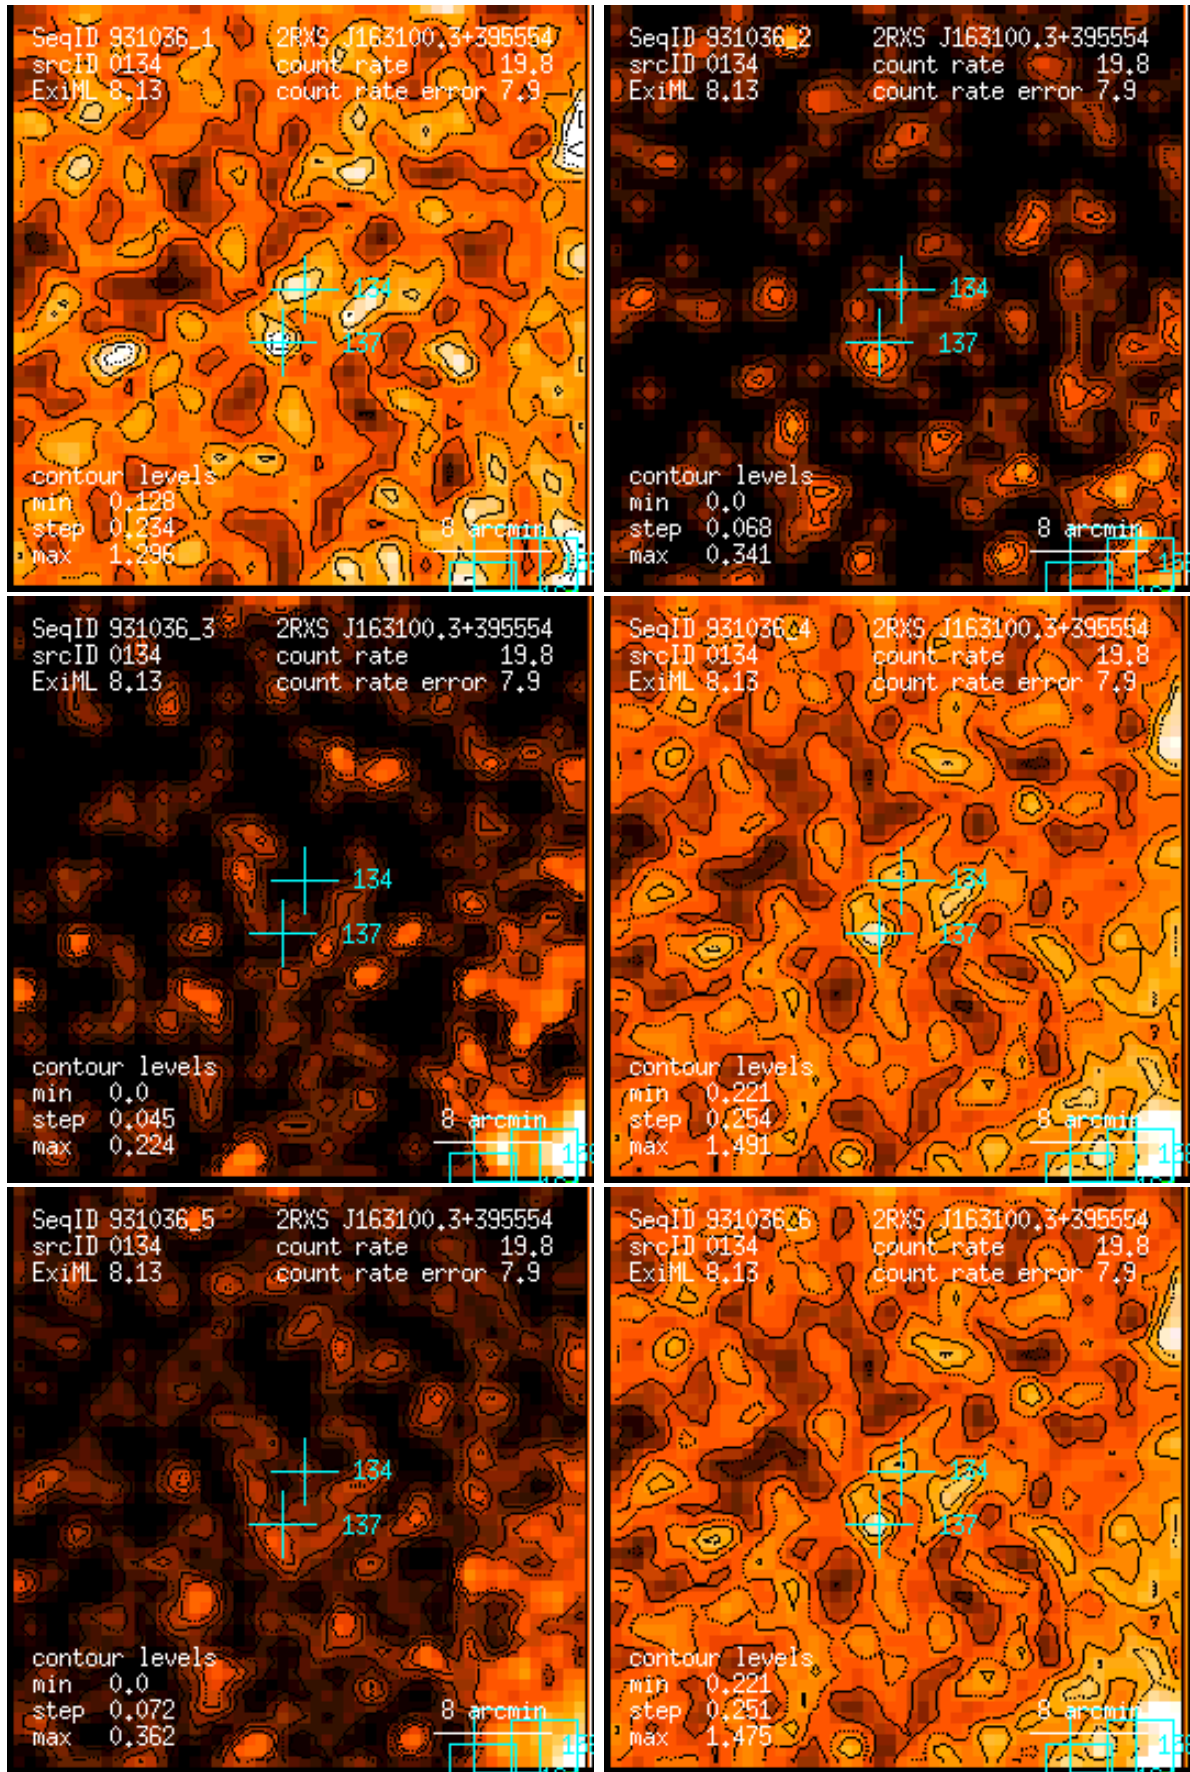 SeqID 931036_1 2RXS J163100.3+395554
srcID 0134 count rate 19.8
ExiML 8.13 count rate error 7.9
134
137
contour levels
min 0.128
step 0.234 8 arcmin
max 1.296
SeqID 931036_2 2RXS J163100.3+395554
srcID 0134 count rate 19.8
ExiML 8.13 count rate error 7.9
134
137
contour levels
min 0.0
step 0.068 8 arcmin
max 0.341
SeqID 931036_3 2RXS J163100.3+395554
srcID 0134 count rate 19.8
ExiML 8.13 count rate error 7.9
134
137
contour levels
min 0.0
step 0.045 8 arcmin
max 0.224
SeqID 931036_4 2RXS J163100.3+395554
srcID 0134 count rate 19.8
ExiML 8.13 count rate error 7.9
134
137
contour levels
min 0.221
step 0.254 8 arcmin
max 1.491
SeqID 931036_5 2RXS J163100.3+395554
srcID 0134 count rate 19.8
ExiML 8.13 count rate error 7.9
134
137
contour levels
min 0.0
step 0.072 8 arcmin
max 0.362
SeqID 931036_6 2RXS J163100.3+395554
srcID 0134 count rate 19.8
ExiML 8.13 count rate error 7.9
134
137
contour levels
min 0.221
step 0.251 8 arcmin
max 1.475